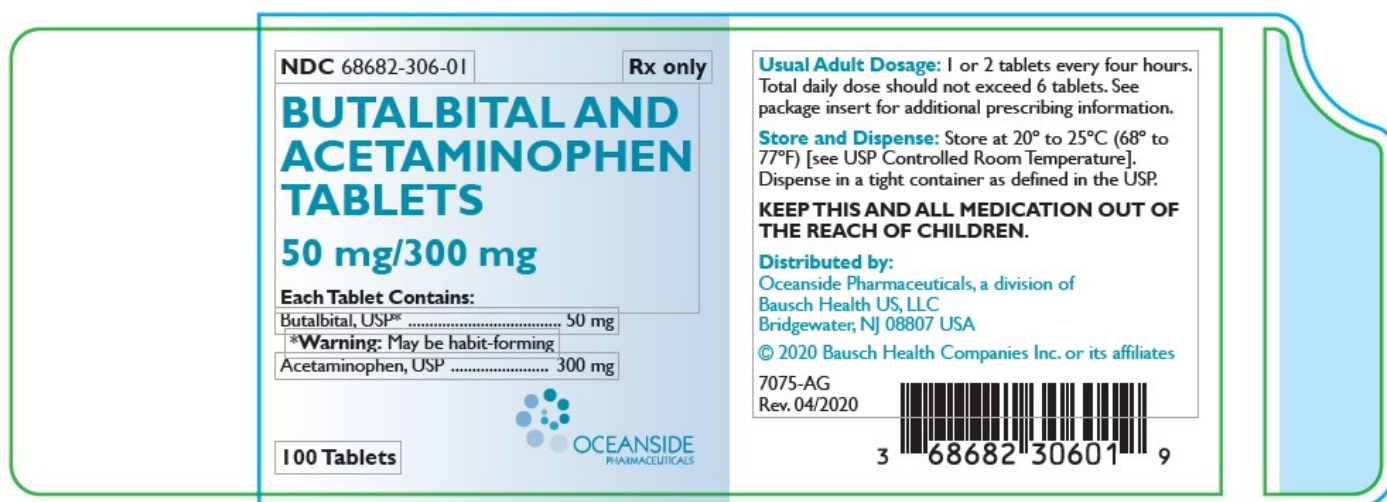 NDC 68682-306-01
Rx only
BUTALBITAL AND
ACETAMINOPHEN
TABLETS
50 mg/300 mg
Each Tablet Contains:
Butalbital, USP* ...................................... 50 mg
*Warning: May be habit-forming
Acetaminophen, USP ........................ 300 mg
OCEANSIDE
PHARMACEUTICALS
100 Tablets
Usual Adult Dosage: 1 or 2 tablets every four hours.
Total daily dose should not exceed 6 tablets. See
package insert for additional prescribing information.
Store and Dispense: Store at 20º to 25ºC (68º to
77ºF) [see USP Controlled Room Temperature].
Dispense in a tight container as defined in the USP.
KEEP THIS AND ALL MEDICATION OUT OF
THE REACH OF CHILDREN.
Distributed by:
Oceanside Pharmaceuticals, a division of
Bausch Health US, LLC
Bridgewater, NJ 08807 USA
© 2020 Bausch Health Companies Inc. or its affiliates
7075-AG
Rev. 04/2020
3 68682 30601 9